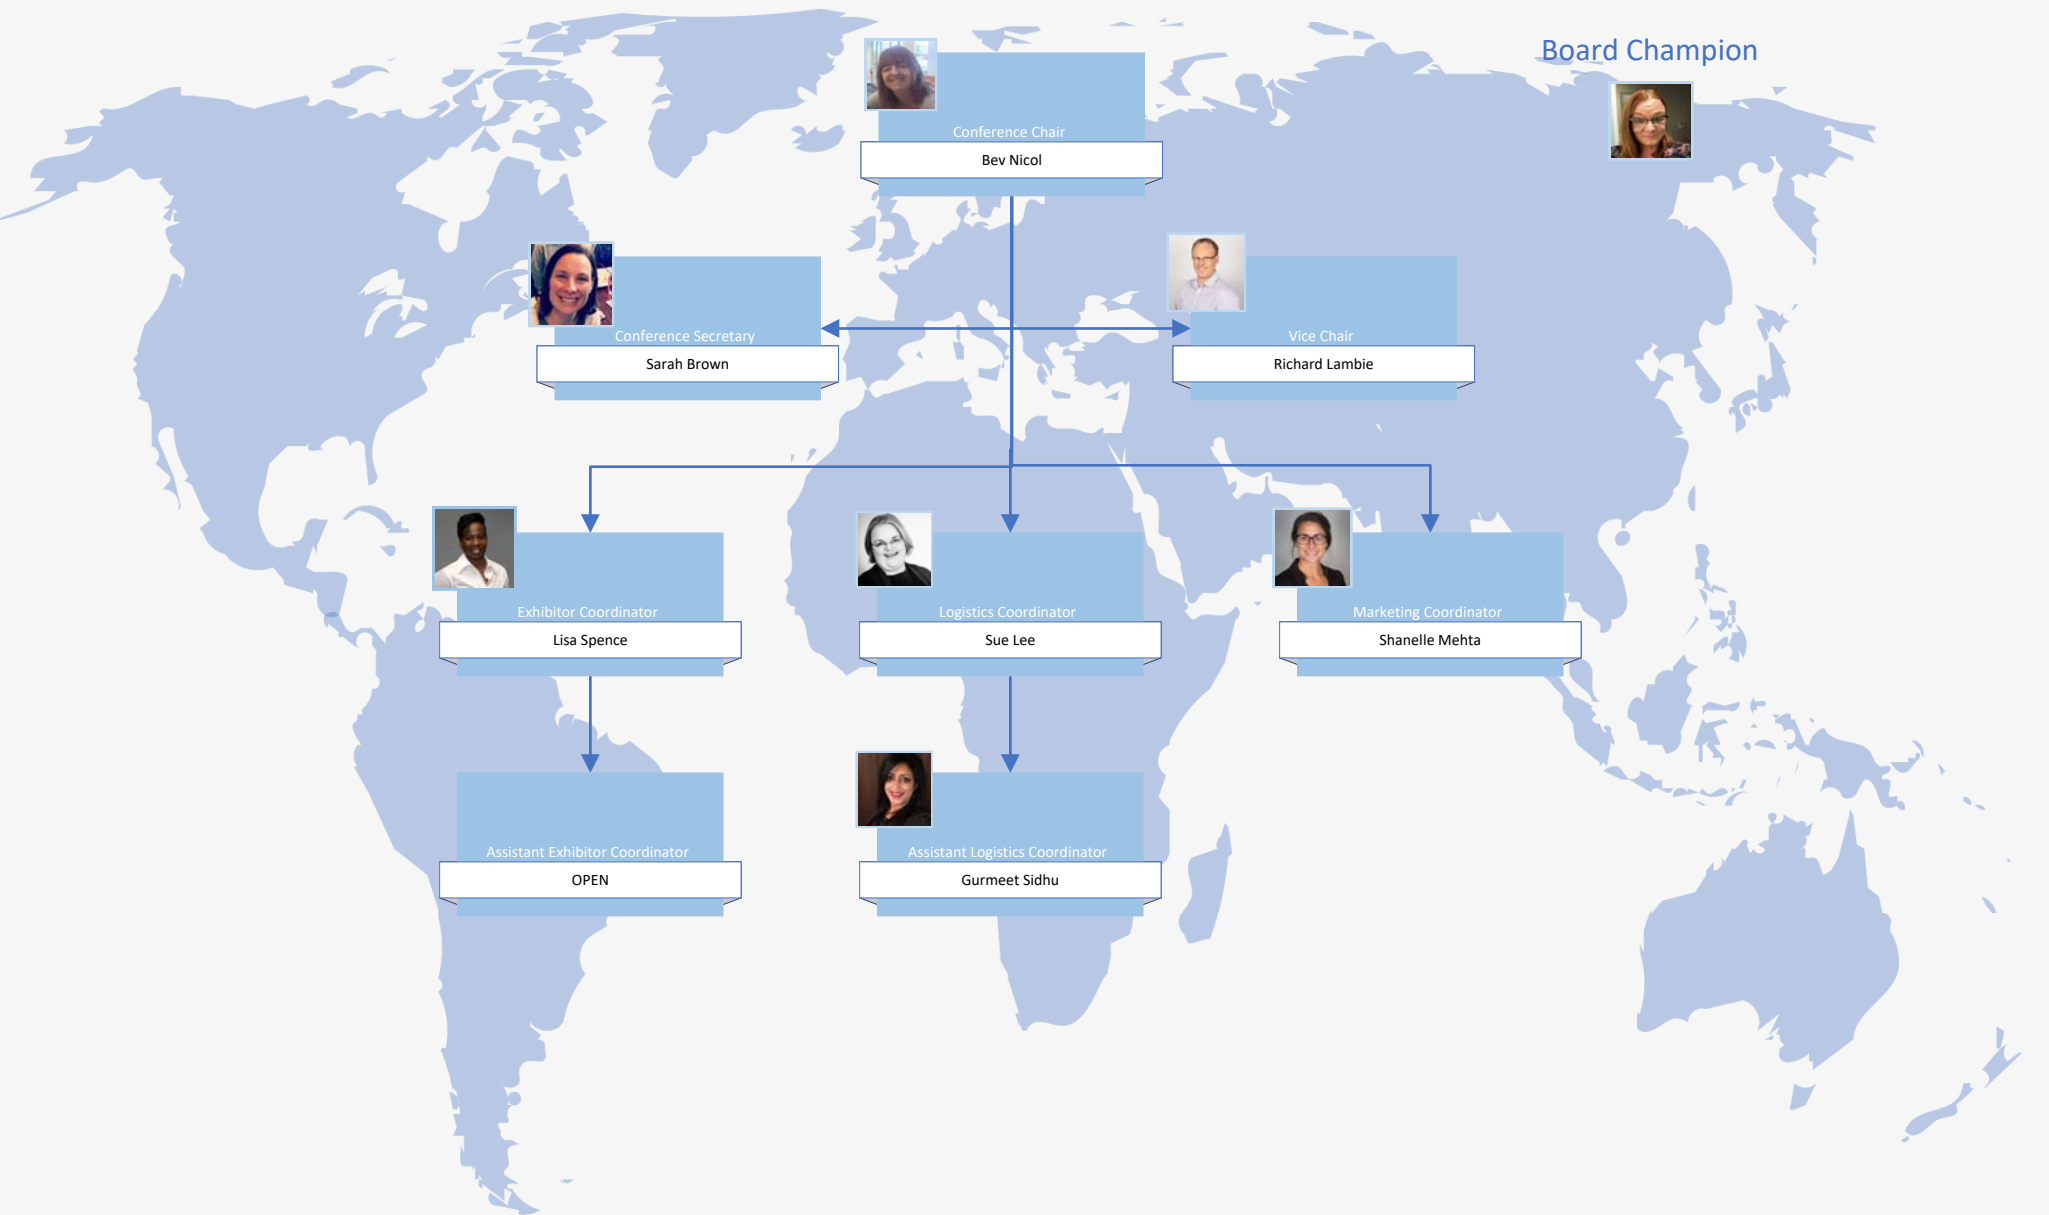 Board Champion
Conference Chair
Bev Nicol
Conference Secretary
Sarah Brown
Vice Chair
Richard Lambie
Exhibitor Coordinator
Lisa Spence
Logistics Coordinator
Sue Lee
Marketing Coordinator
Shanelle Mehta
Assistant Exhibitor Coordinator
OPEN
Assistant Logistics Coordinator
Gurmeet Sidhu